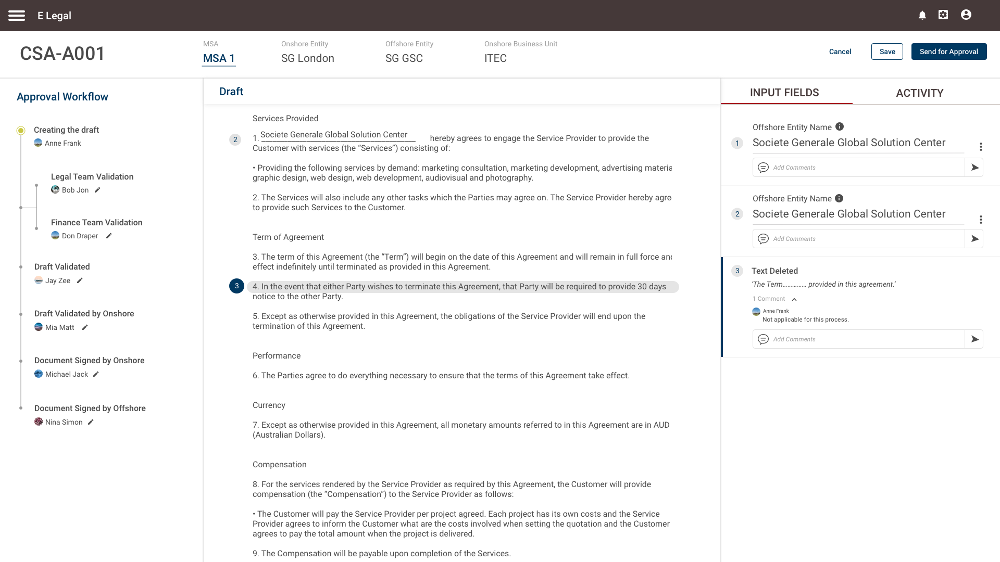 E Legal
CSA-A001
MSA
MSA 1
Onshore Entity
SG London
Offshore Entity
SG GSC
Onshore Business Unit
ITEC
Cancel
Save
Send for Approval
Approval Workflow
Creating the draft
Anne Frank
Legal Team Validation
Bob Jon
Finance Team Validation
Don Draper
Draft Validated
Jay Zee
Draft Validated by Onshore
Mia Matt
Document Signed by Onshore
Michael Jack
Document Signed by Offshore
Nina Simon
Draft
Services Provided
2
1. Societe Generale Global Solution Center hereby agrees to engage the Service Provider to provide the
Customer with services (the “Services”) consisting of:
• Providing the following services by demand: marketing consultation, marketing development, advertising materia
graphic design, web design, web development, audiovisual and photography.
2. The Services will also include any other tasks which the Parties may agree on. The Service Provider hereby agre
to provide such Services to the Customer.
Term of Agreement
3. The term of this Agreement (the “Term”) will begin on the date of this Agreement and will remain in full force and
effect indefinitely until terminated as provided in this Agreement.
3
4. In the event that either Party wishes to terminate this Agreement, that Party will be required to provide 30 days
notice to the other Party.
5. Except as otherwise provided in this Agreement, the obligations of the Service Provider will end upon the
termination of this Agreement.
Performance
6. The Parties agree to do everything necessary to ensure that the terms of this Agreement take effect.
Currency
7. Except as otherwise provided in this Agreement, all monetary amounts referred to in this Agreement are in AUD
(Australian Dollars).
Compensation
8. For the services rendered by the Service Provider as required by this Agreement, the Customer will provide
compensation (the “Compensation”) to the Service Provider as follows:
• The Customer will pay the Service Provider per project agreed. Each project has its own costs and the Service
Provider agrees to inform the Customer what are the costs involved when setting the quotation and the Customer
agrees to pay the total amount when the project is delivered.
9. The Compensation will be payable upon completion of the Services.
INPUT FIELDS
ACTIVITY
Offshore Entity Name
1
Societe Generale Global Solution Center
Add Comments
Offshore Entity Name
2
Societe Generale Global Solution Center
Add Comments
3
Text Deleted
‘The Term…………… provided in this agreement.’
1 Comment
Anne Frank
Not applicable for this process.
Add Comments